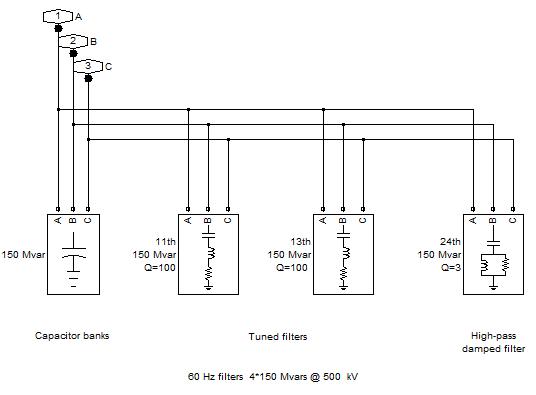 1 A
2 B
3 C
A B C
A B C
A B C
A B C
150 Mvar
11th
150 Mvar
Q=100
13th
150 Mvar
Q=100
24th
150 Mvar
Q=3
Capacitor banks
Tuned filters
High-pass
damped filter
60 Hz filters 4*150 Mvars @ 500 kV